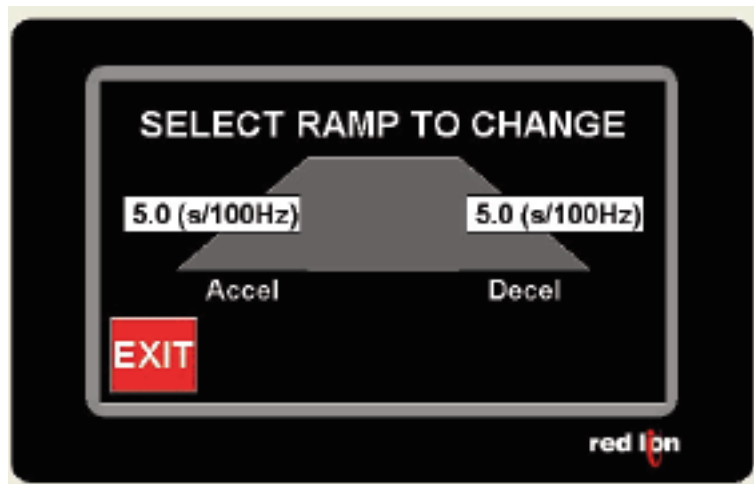 SELECT RAMP TO CHANGE
5.0 (s/100Hz) 5.0 (s/100Hz)
Accel Decel
EXIT
red lion